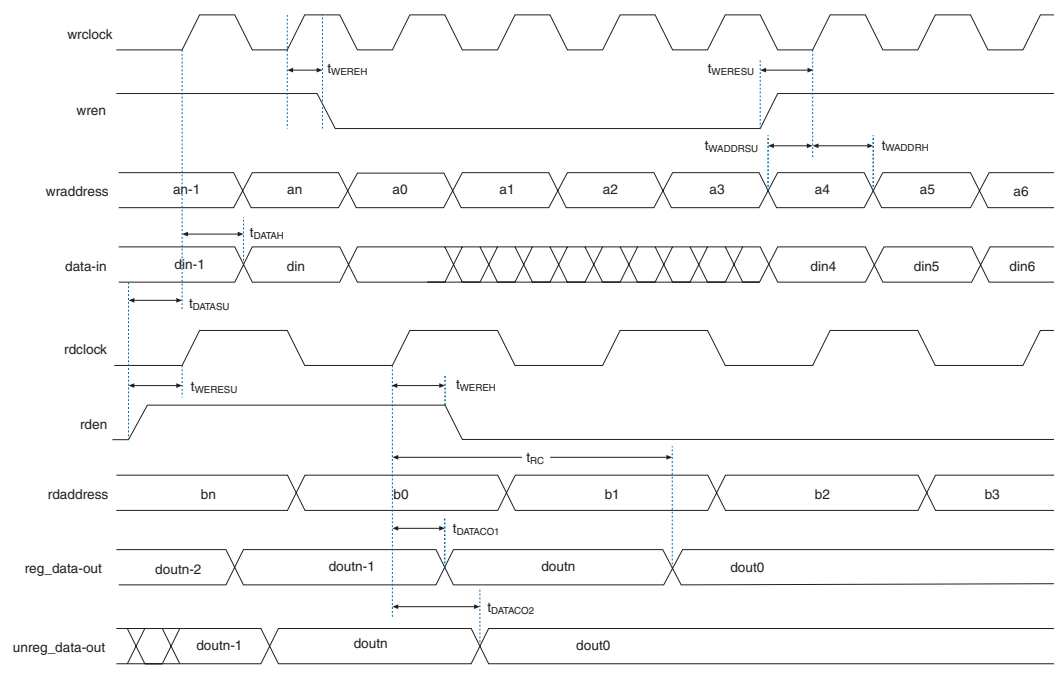 wrclock
tWEREH
tWERESU
wren
tWADDRSU
tWADDRH
wraddress an-1 an a0 a1 a2 a3 a4 a5 a6
tDATAH
data-in din-1 din din4 din5 din6
tDATASU
rdclock
tWERESU
tWEREH
rden
tRC
rdaddress bn b0 b1 b2 b3
tDATACO1
reg_data-out doutn-2 doutn-1 doutn dout0
tDATACO2
unreg_data-out doutn-1 doutn dout0